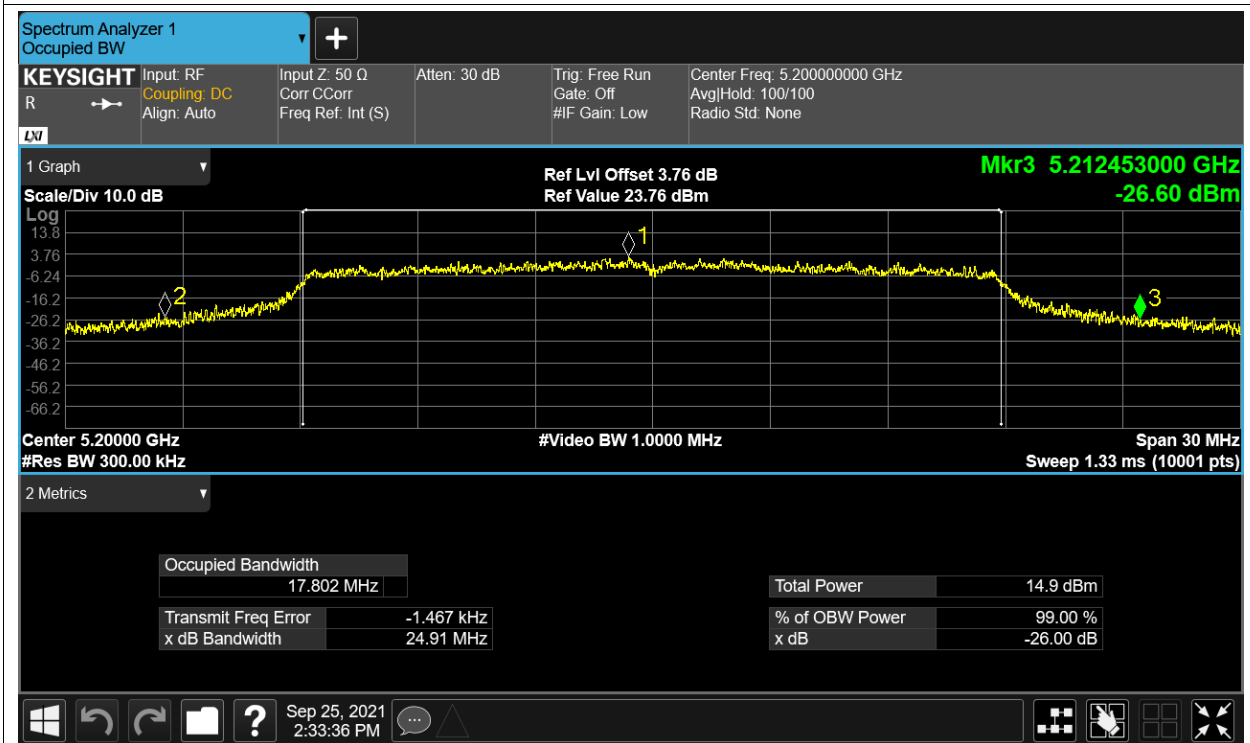 Spectrum Analyzer 1
Occupied BW
KEYSIGHT
R
LXI
Input: RF
Coupling: DC
Align: Auto
Input Z: 50 Ω
Corr CCorr
Freq Ref: Int (S)
Atten: 30 dB
Trig: Free Run
Gate: Off
#IF Gain: Low
Center Freq: 5.200000000 GHz
Avg|Hold: 100/100
Radio Std: None
1 Graph
Scale/Div 10.0 dB
Ref Lvl Offset 3.76 dB
Ref Value 23.76 dBm
Mkr3 5.212453000 GHz
-26.60 dBm
Log
13.8
3.76
-6.24
-16.2
-26.2
-36.2
-46.2
-56.2
-66.2
1
2
3
Center 5.20000 GHz
#Res BW 300.00 kHz
#Video BW 1.0000 MHz
Span 30 MHz
Sweep 1.33 ms (10001 pts)
2 Metrics
Occupied Bandwidth
17.802 MHz
Transmit Freq Error -1.467 kHz
x dB Bandwidth 24.91 MHz
Total Power 14.9 dBm
% of OBW Power 99.00 %
x dB -26.00 dB
?
Sep 25, 2021
2:33:36 PM